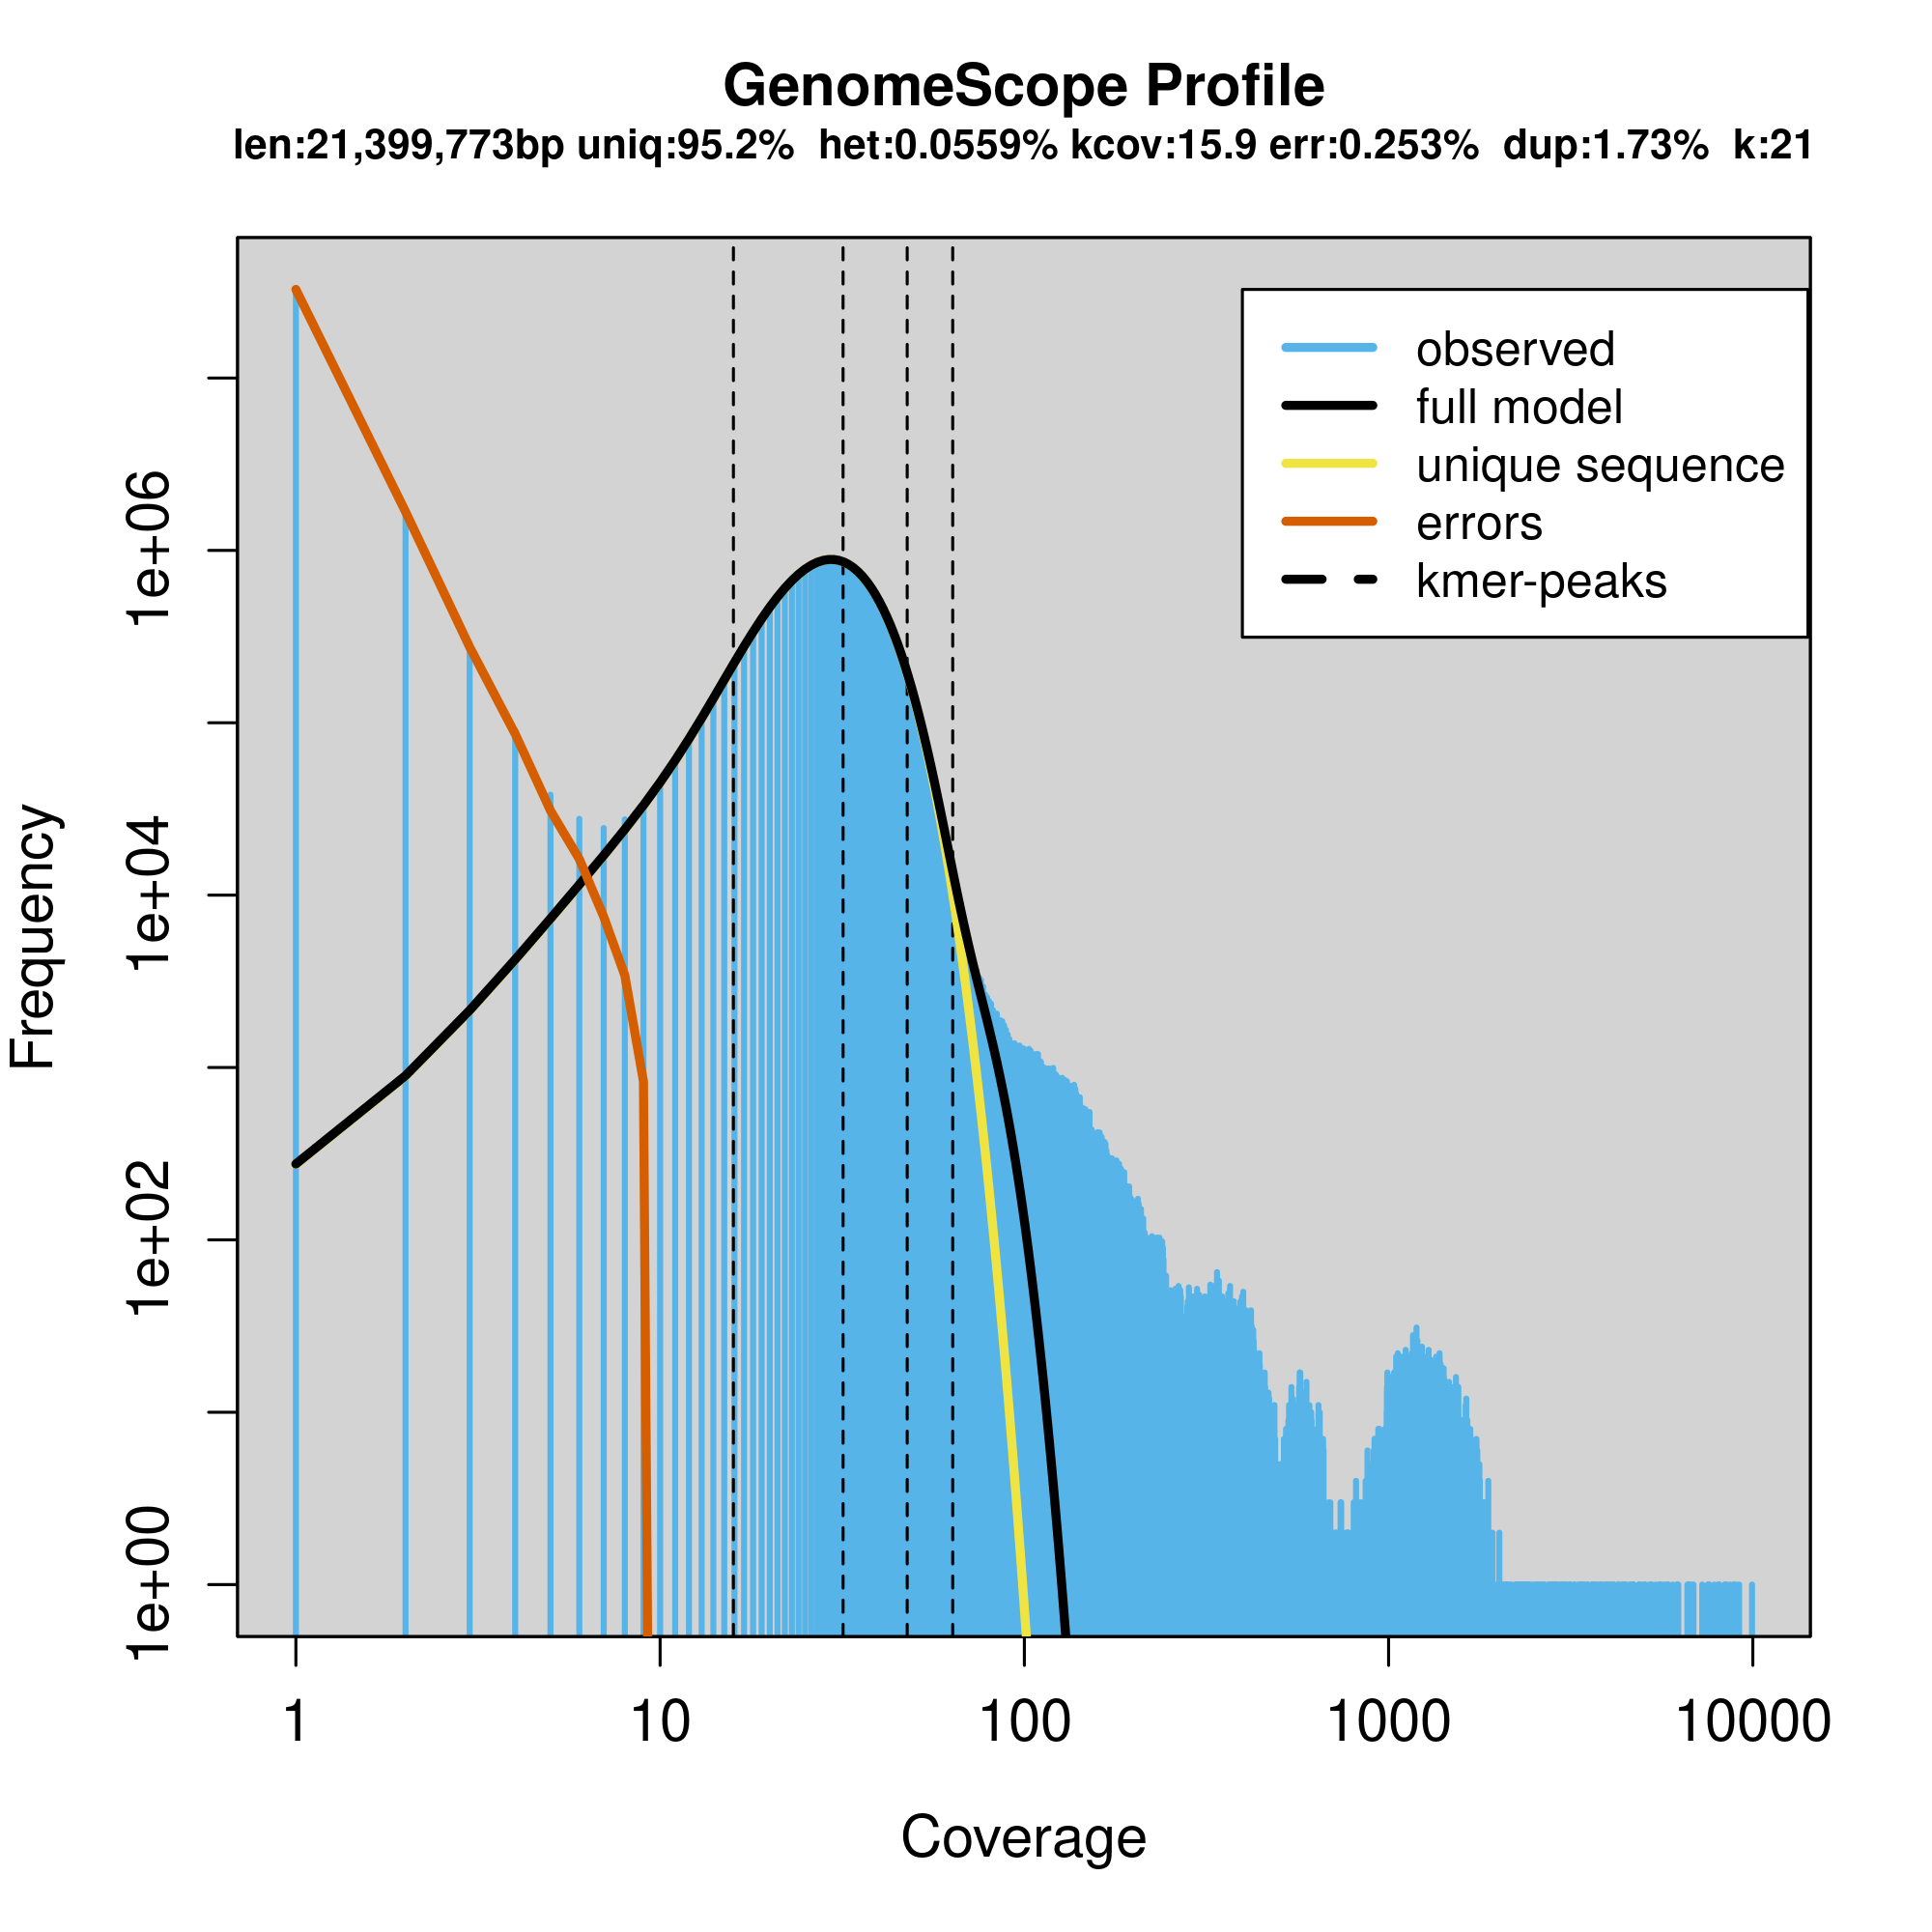 GenomeScope Profile
len:21,399,773bp uniq:95.2% het:0.0559% kcov:15.9 err:0.253% dup:1.73% k:21
observed
full model
unique sequence
errors
kmer-peaks
Frequency
1e+06
1e+04
1e+02
1e+00
1 10 100 1000 10000
Coverage